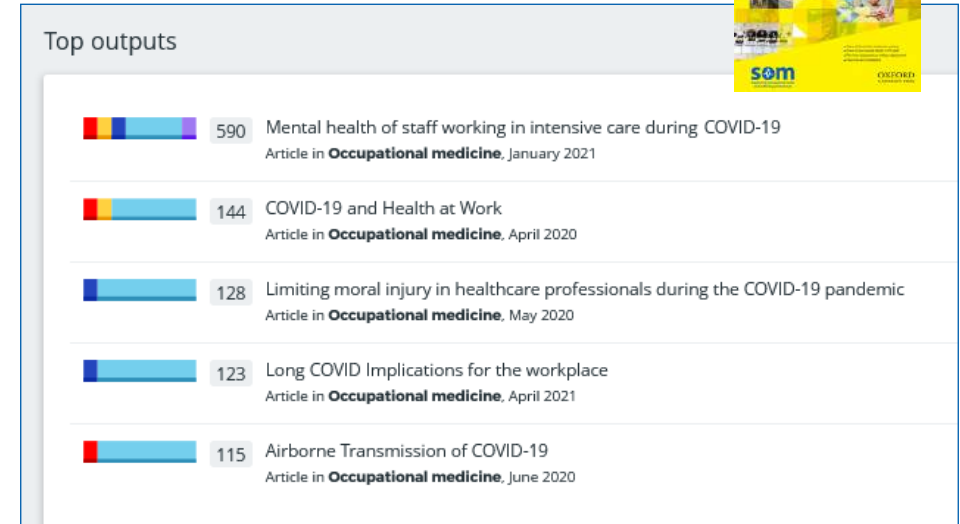 Top outputs
som
OXFORD
590 Mental health of staff working in intensive care during COVID-19
Article in Occupational medicine, January 2021
144 COVID-19 and Health at Work
Article in Occupational medicine, April 2020
128 Limiting moral injury in healthcare professionals during the COVID-19 pandemic
Article in Occupational medicine, May 2020
123 Long COVID Implications for the workplace
Article in Occupational medicine, April 2021
115 Airborne Transmission of COVID-19
Article in Occupational medicine, June 2020